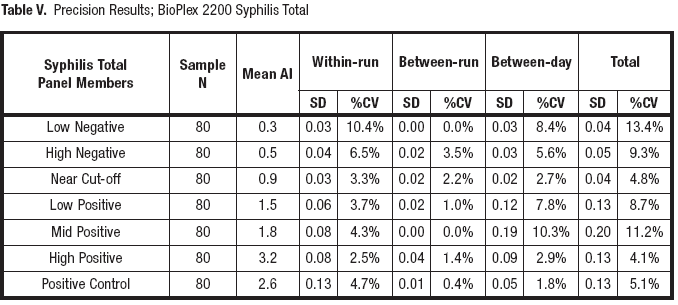 Table V. Precision Results; BioPlex 2200 Syphilis Total
Syphilis Total Panel Members | Sample N | Mean AI | Within-run | Between-run | Between-day | Total
SD | %CV | SD | %CV | SD | %CV | SD | %CV
Low Negative | 80 | 0.3 | 0.03 | 10.4% | 0.00 | 0.0% | 0.03 | 8.4% | 0.04 | 13.4%
High Negative | 80 | 0.5 | 0.04 | 6.5% | 0.02 | 3.5% | 0.03 | 5.6% | 0.05 | 9.3%
Near Cut-off | 80 | 0.9 | 0.03 | 3.3% | 0.02 | 2.2% | 0.02 | 2.7% | 0.04 | 4.8%
Low Positive | 80 | 1.5 | 0.06 | 3.7% | 0.02 | 1.0% | 0.12 | 7.8% | 0.13 | 8.7%
Mid Positive | 80 | 1.8 | 0.08 | 4.3% | 0.00 | 0.0% | 0.19 | 10.3% | 0.20 | 11.2%
High Positive | 80 | 3.2 | 0.08 | 2.5% | 0.04 | 1.4% | 0.09 | 2.9% | 0.13 | 4.1%
Positive Control | 80 | 2.6 | 0.13 | 4.7% | 0.01 | 0.4% | 0.05 | 1.8% | 0.13 | 5.1%